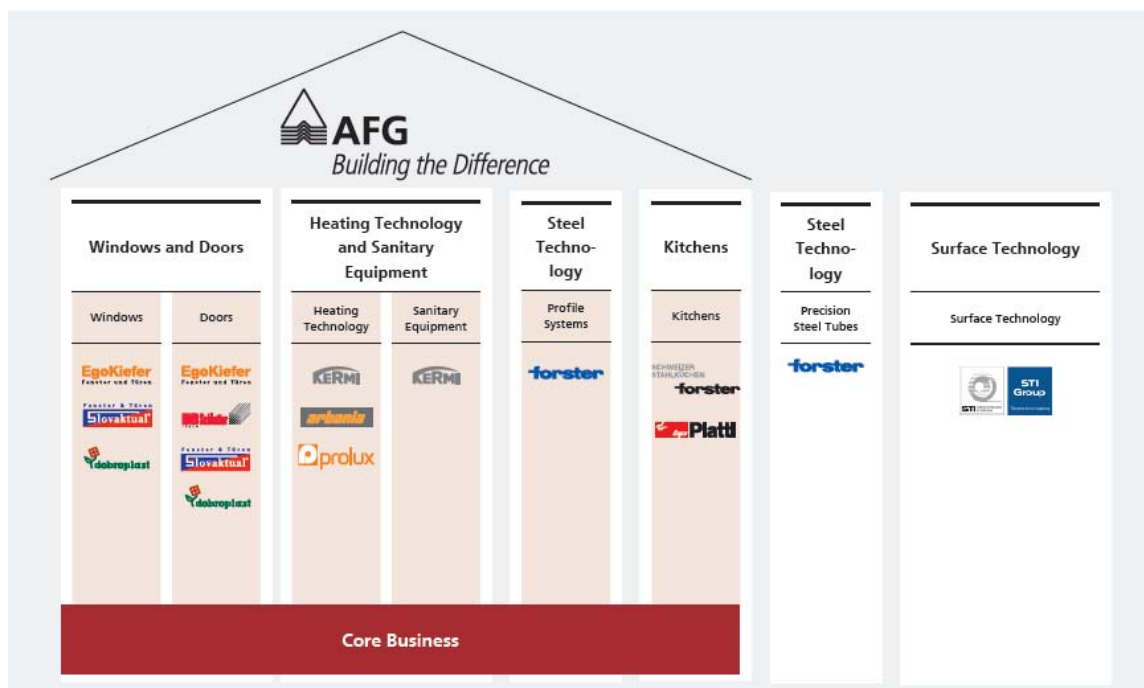 AFG
Building the Difference
Windows and Doors
Heating Technology
and Sanitary
Equipment
Steel
Techno-
logy
Kitchens
Steel
Techno-
logy
Surface Technology
Windows
Doors
Heating
Technology
Sanitary
Equipment
Profile
Systems
Kitchens
Precision
Steel Tubes
Surface Technology
EgoKiefer
Fenster und Türen
Fenster & Türen
Slovaktual
dobroplast
EgoKiefer
Fenster und Türen
Fenster & Türen
Slovaktual
dobroplast
KERMI
arbonia
prolux
KERMI
forster
SCHWEIZER
STAHLKÜCHEN
forster
Piatti
forster
STI
STI
Group
Core Business